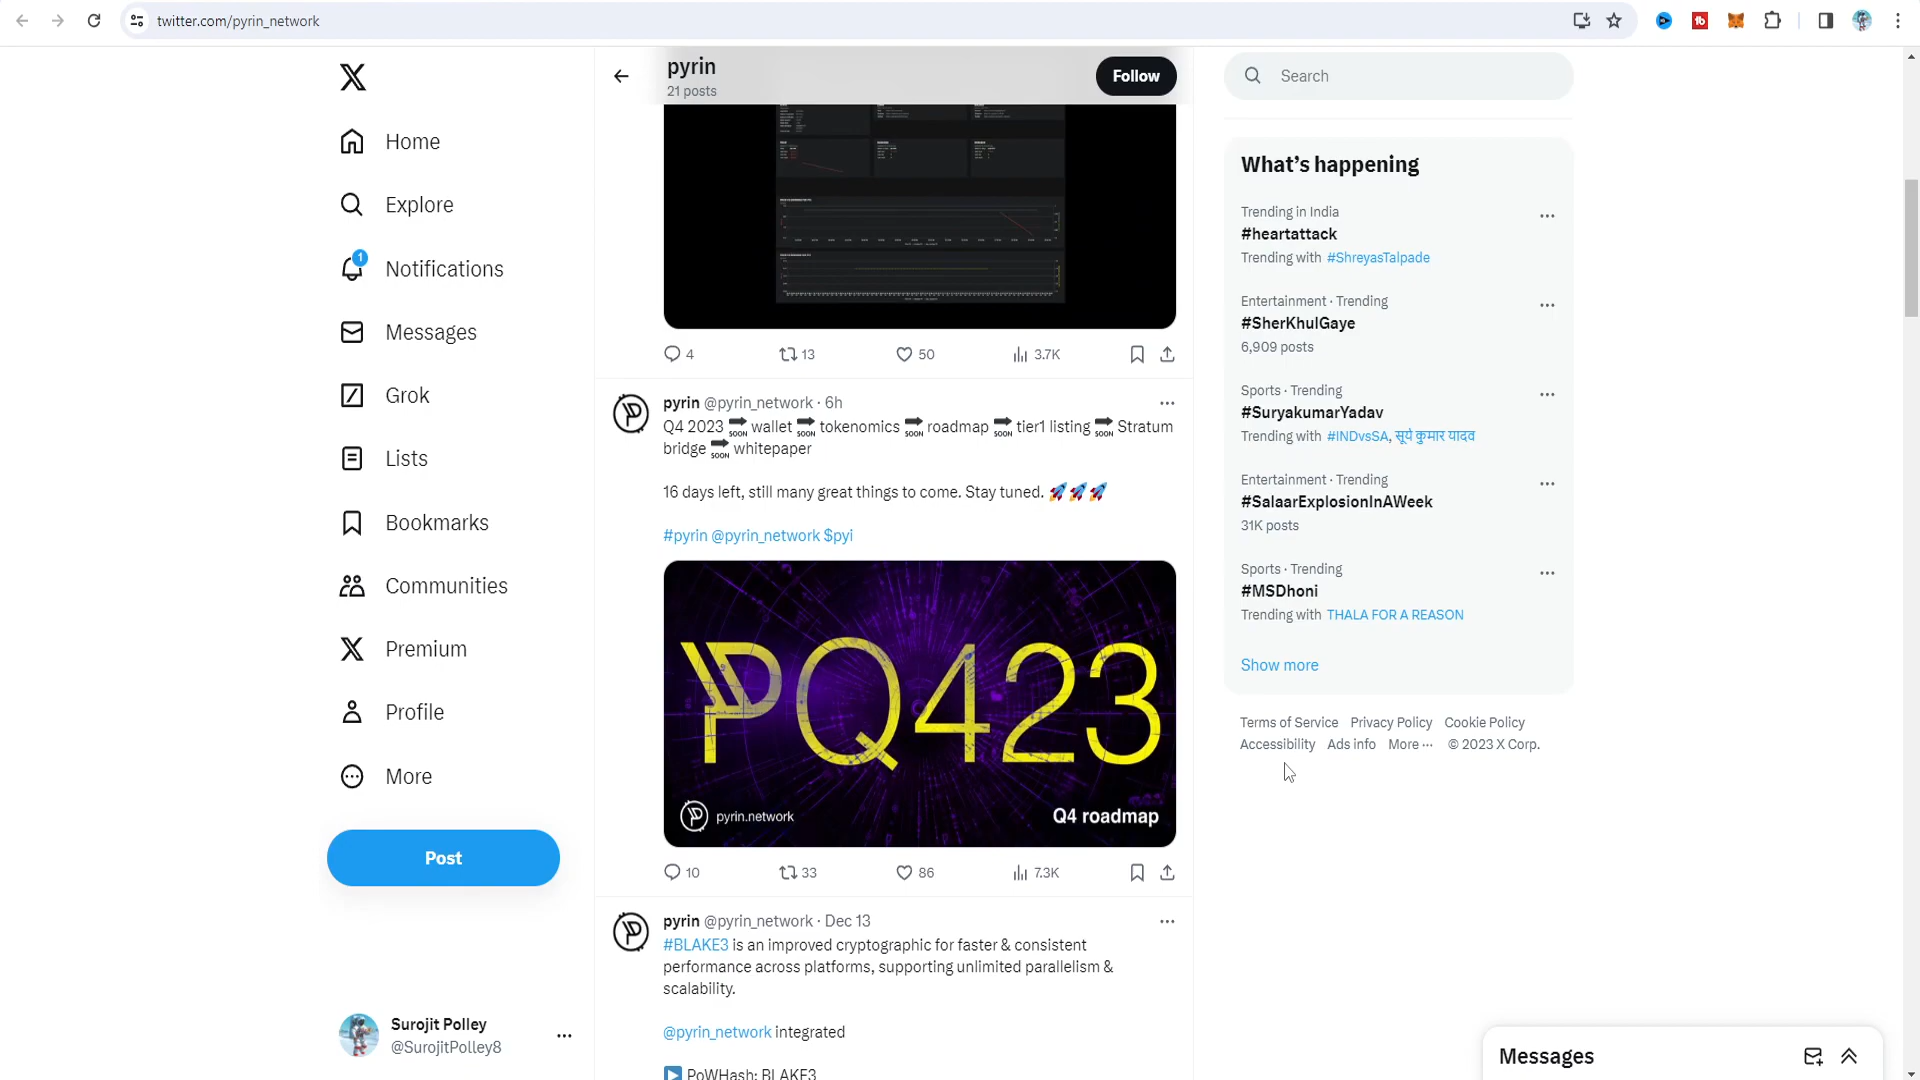 twitter.com/pyrin_network
Home
Explore
1
Notifications
Messages
Grok
Lists
Bookmarks
Communities
Premium
Profile
More
Post
Surojit Polley
@SurojitPolley8
pyrin
21 posts
Follow
4
13
50
3.7K
pyrin @pyrin_network · 6h
Q4 2023 SOON wallet SOON tokenomics SOON roadmap SOON tier1 listing SOON Stratum
bridge SOON whitepaper
16 days left, still many great things to come. Stay tuned. 🚀🚀🚀
#pyrin @pyrin_network $pyi
PQ423
pyrin.network
Q4 roadmap
10
33
86
7.3K
pyrin @pyrin_network · Dec 13
#BLAKE3 is an improved cryptographic for faster & consistent
performance across platforms, supporting unlimited parallelism &
scalability.
@pyrin_network integrated
PoWHash: BLAKE3
Search
What's happening
Trending in India
#heartattack
Trending with #ShreyasTalpade
Entertainment · Trending
#SherKhulGaye
6,909 posts
Sports · Trending
#SuryakumarYadav
Trending with #INDvsSA, सूर्य कुमार यादव
Entertainment · Trending
#SalaarExplosionInAWeek
31K posts
Sports · Trending
#MSDhoni
Trending with THALA FOR A REASON
Show more
Terms of Service Privacy Policy Cookie Policy
Accessibility Ads info More ··· © 2023 X Corp.
Messages